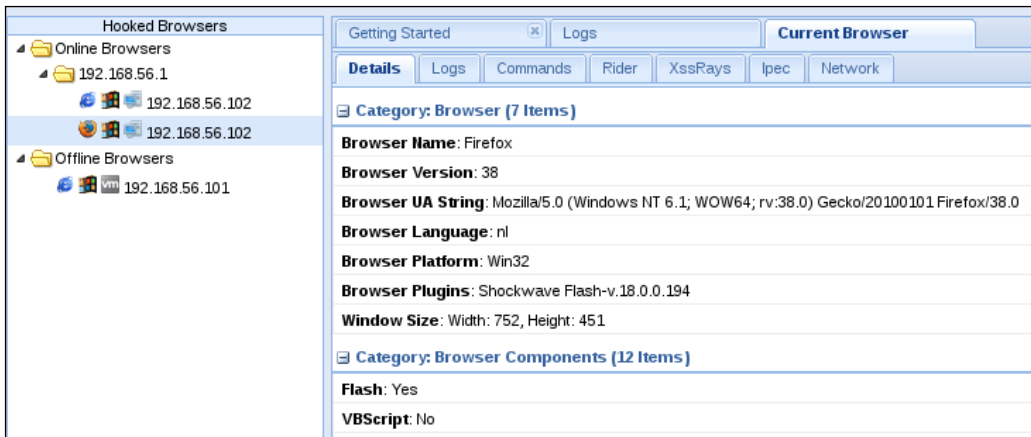 Hooked Browsers
Online Browsers
192.168.56.1
192.168.56.102
192.168.56.102
Offline Browsers
vm 192.168.56.101
Getting Started Logs Current Browser
Details Logs Commands Rider XssRays Ipec Network
Category: Browser (7 Items)
Browser Name: Firefox
Browser Version: 38
Browser UA String: Mozilla/5.0 (Windows NT 6.1; WOW64; rv:38.0) Gecko/20100101 Firefox/38.0
Browser Language: nl
Browser Platform: Win32
Browser Plugins: Shockwave Flash-v.18.0.0.194
Window Size: Width: 752, Height: 451
Category: Browser Components (12 Items)
Flash: Yes
VBScript: No